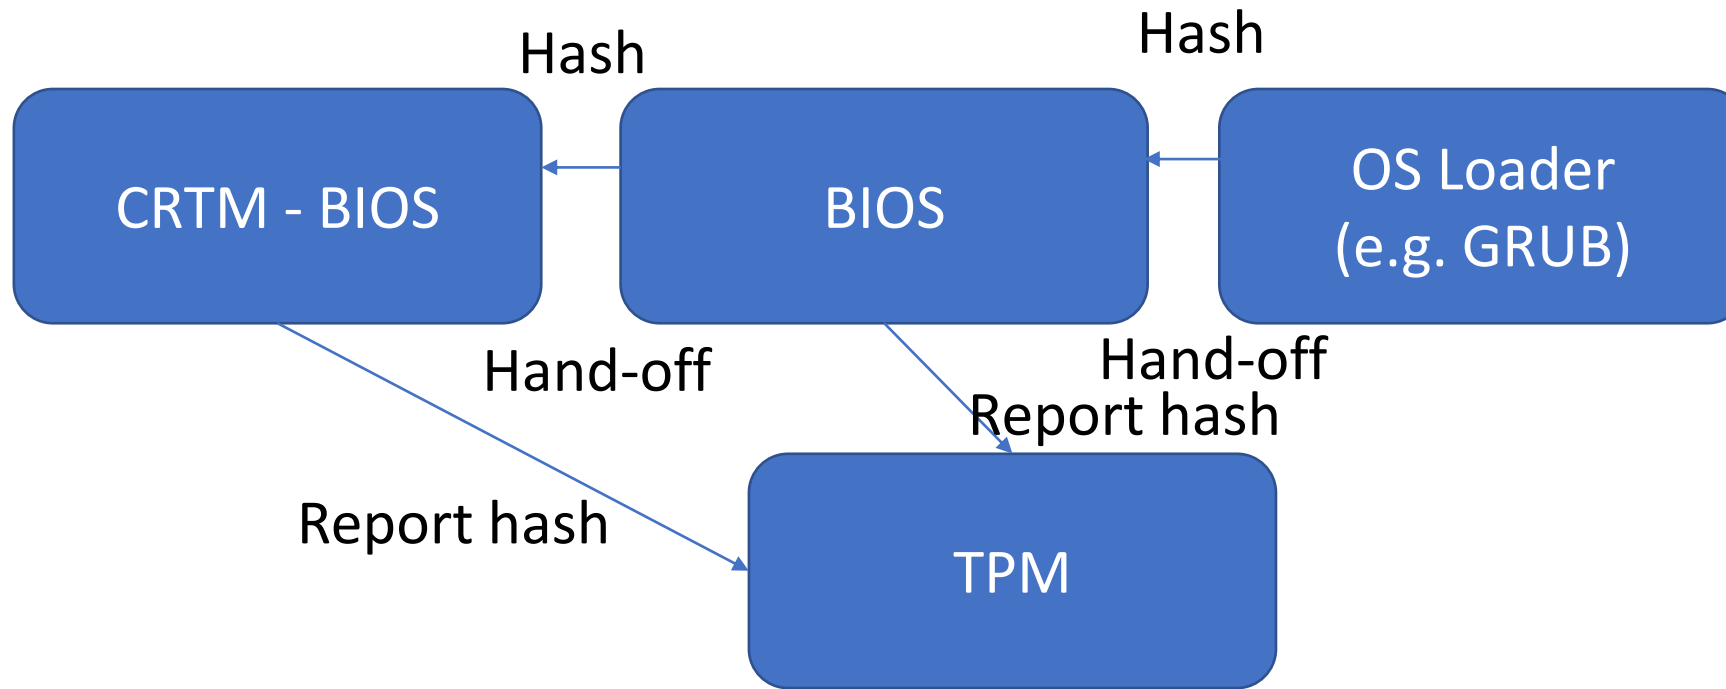 Hash
Hash
CRTM - BIOS
BIOS
OS Loader
(e.g. GRUB)
Hand-off
Hand-off
Report hash
Report hash
TPM